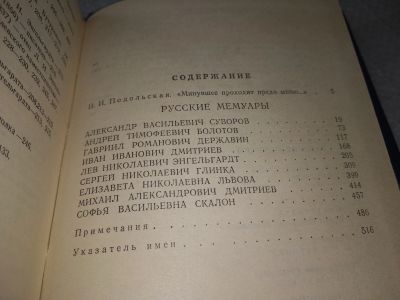 СОДЕРЖАНИЕ
И. И. Подольская. «Минувшее проходит предо мною...» 5
РУССКИЕ МЕМУАРЫ
АЛЕКСАНДР ВАСИЛЬЕВИЧ СУВОРОВ 19
АНДРЕЙ ТИМОФЕЕВИЧ БОЛОТОВ 73
ГАВРИИЛ РОМАНОВИЧ ДЕРЖАВИН 117
ИВАН ИВАНОВИЧ ДМИТРИЕВ 168
ЛЕВ НИКОЛАЕВИЧ ЭНГЕЛЬГАРДТ 205
СЕРГЕЙ НИКОЛАЕВИЧ ГЛИНКА 309
ЕЛИЗАВЕТА НИКОЛАЕВНА ЛЬВОВА 399
МИХАИЛ АЛЕКСАНДРОВИЧ ДМИТРИЕВ 414
СОФЬЯ ВАСИЛЬЕВНА СКАЛОН 457
Примечания 486
Указатель имен 516